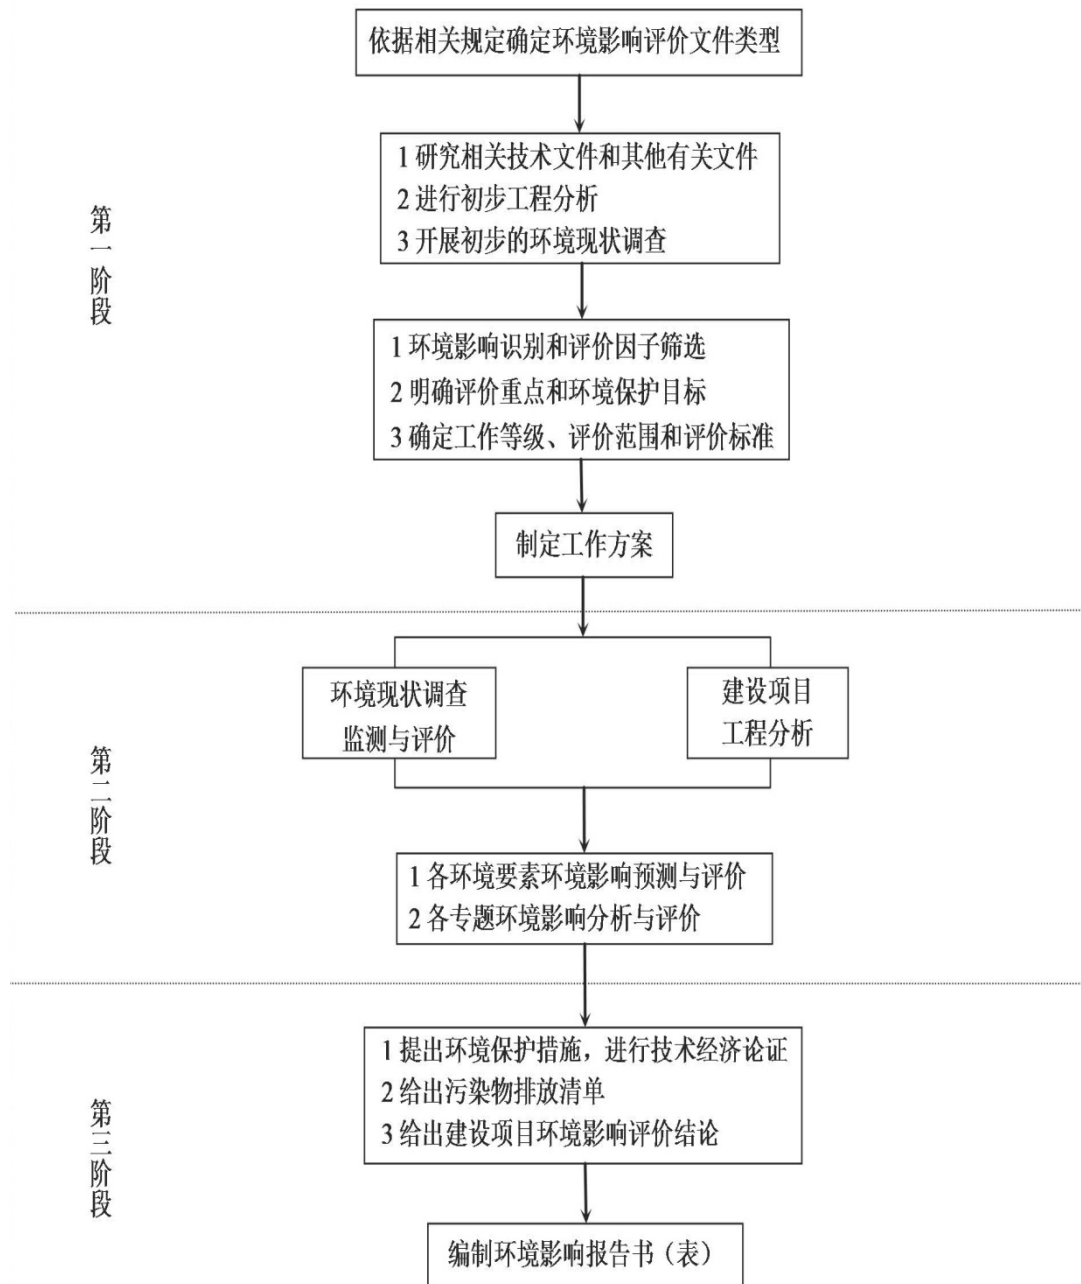 依据相关规定确定环境影响评价文件类型
1 研究相关技术文件和其他有关文件
2 进行初步工程分析
3 开展初步的环境现状调查
第一阶段
1 环境影响识别和评价因子筛选
2 明确评价重点和环境保护目标
3 确定工作等级、评价范围和评价标准
制定工作方案
环境现状调查
监测与评价
建设项目
工程分析
第二阶段
1 各环境要素环境影响预测与评价
2 各专题环境影响分析与评价
1 提出环境保护措施，进行技术经济论证
2 给出污染物排放清单
3 给出建设项目环境影响评价结论
第三阶段
编制环境影响报告书（表）